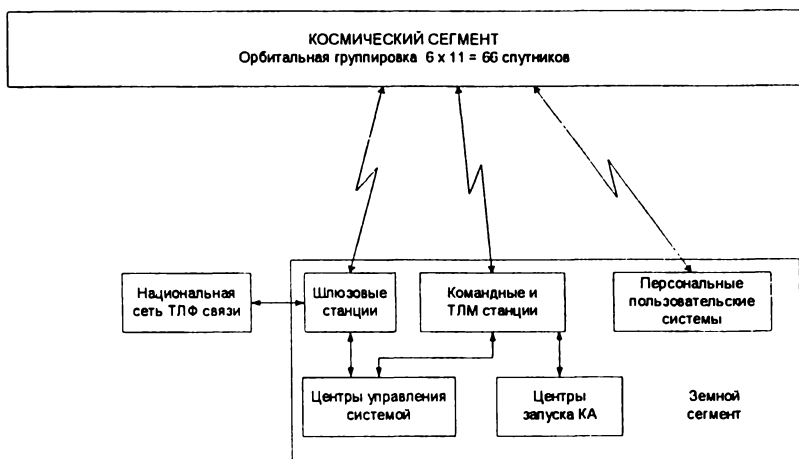 КОСМИЧЕСКИЙ СЕГМЕНТ
Орбитальная группировка 6 x 11 = 66 спутников
Национальная
сеть ТЛФ связи
Шлюзовые
станции
Командные и
ТЛМ станции
Персональные
пользовательские
системы
Центры управления
системой
Центры
запуска КА
Земной
сегмент